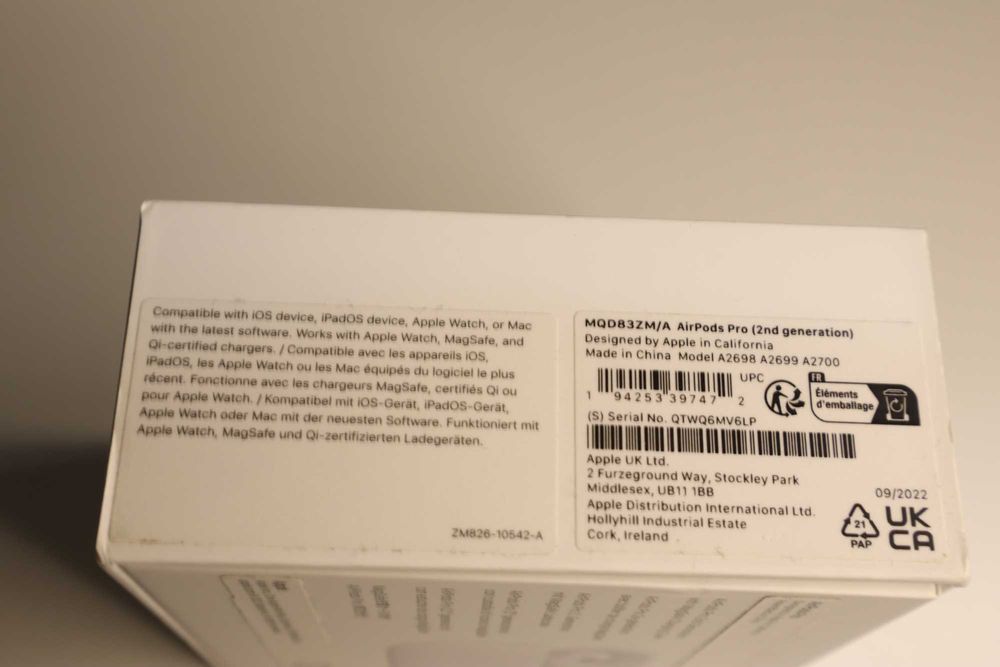 Compatible with iOS device, iPadOS device, Apple Watch, or Mac
with the latest software. Works with Apple Watch, MagSafe, and
Qi-certified chargers. / Compatible avec les appareils iOS,
iPadOS, les Apple Watch ou les Mac équipés du logiciel le plus
récent. Fonctionne avec les chargeurs MagSafe, certifiés Qi ou
pour Apple Watch. / Kompatibel mit iOS-Gerät, iPadOS-Gerät,
Apple Watch oder Mac mit der neuesten Software. Funktioniert mit
Apple Watch, MagSafe und Qi-zertifizierten Ladegeräten.
ZM826-10542-A
MQD83ZM/A AirPods Pro (2nd generation)
Designed by Apple in California
Made in China Model A2698 A2699 A2700
UPC
1 94253 39747 2
FR
Éléments
d'emballage
(S) Serial No. QTWQ6MV6LP
Apple UK Ltd.
2 Furzeground Way, Stockley Park
Middlesex, UB11 1BB
Apple Distribution International Ltd.
Hollyhill Industrial Estate
Cork, Ireland
09/2022
21
PAP
UK
CA